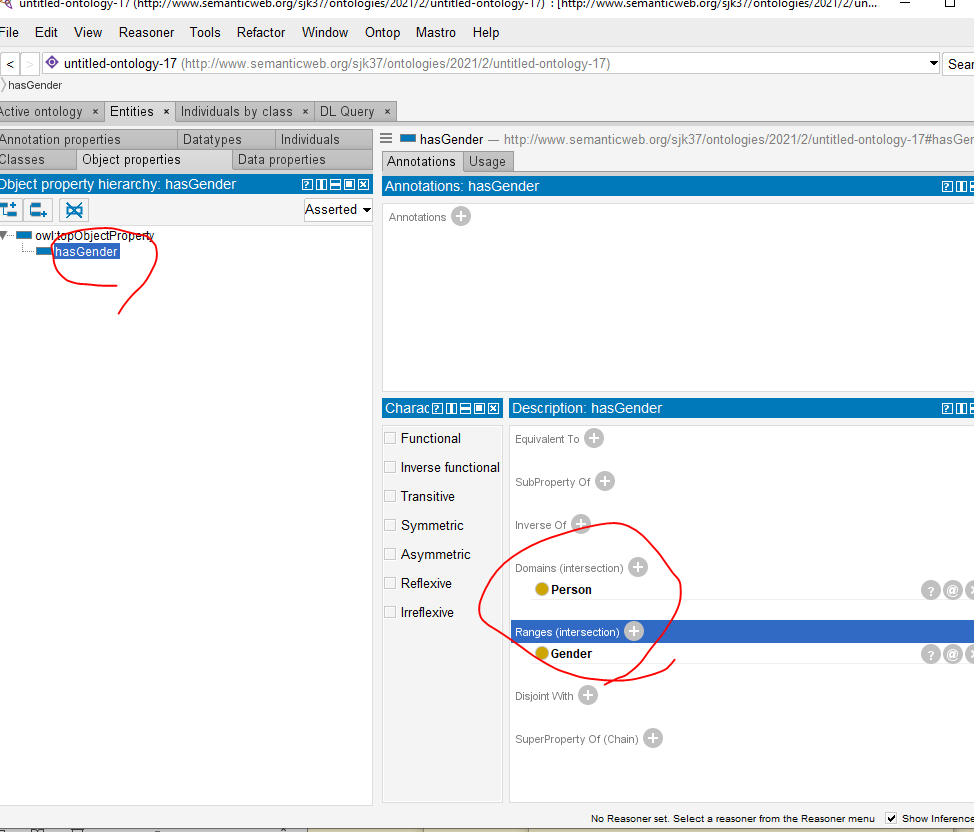 untitled-ontology-17 (http://www.semanticweb.org/sjk37/ontologies/2021/2/untitled-ontology-17) : [http://www.semanticweb.org/sjk37/ontologies/2021/2/un...
File Edit View Reasoner Tools Refactor Window Ontop Mastro Help
< > untitled-ontology-17 (http://www.semanticweb.org/sjk37/ontologies/2021/2/untitled-ontology-17) Sear
hasGender
Active ontology × Entities × Individuals by class × DL Query ×
Annotation properties Datatypes Individuals
Classes Object properties Data properties
hasGender — http://www.semanticweb.org/sjk37/ontologies/2021/2/untitled-ontology-17#hasGen
Annotations Usage
Object property hierarchy: hasGender
Annotations: hasGender
Asserted
Annotations
owl:topObjectProperty
hasGender
Charac
Description: hasGender
Functional
Inverse functional
Transitive
Symmetric
Asymmetric
Reflexive
Irreflexive
Equivalent To
SubProperty Of
Inverse Of
Domains (intersection)
Person
Ranges (intersection)
Gender
Disjoint With
SuperProperty Of (Chain)
No Reasoner set. Select a reasoner from the Reasoner menu Show Inference